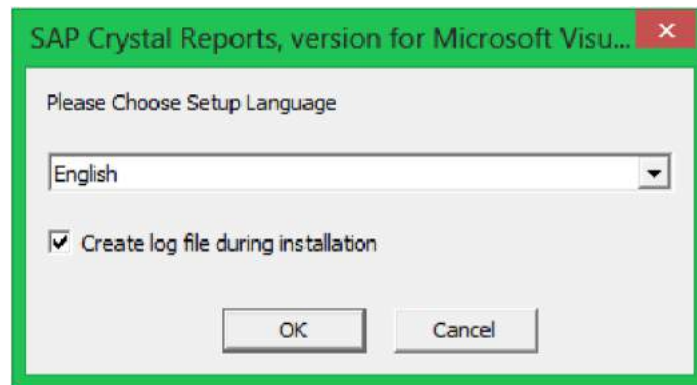 SAP Crystal Reports, version for Microsoft Visu...
Please Choose Setup Language
English
Create log file during installation
OK
Cancel